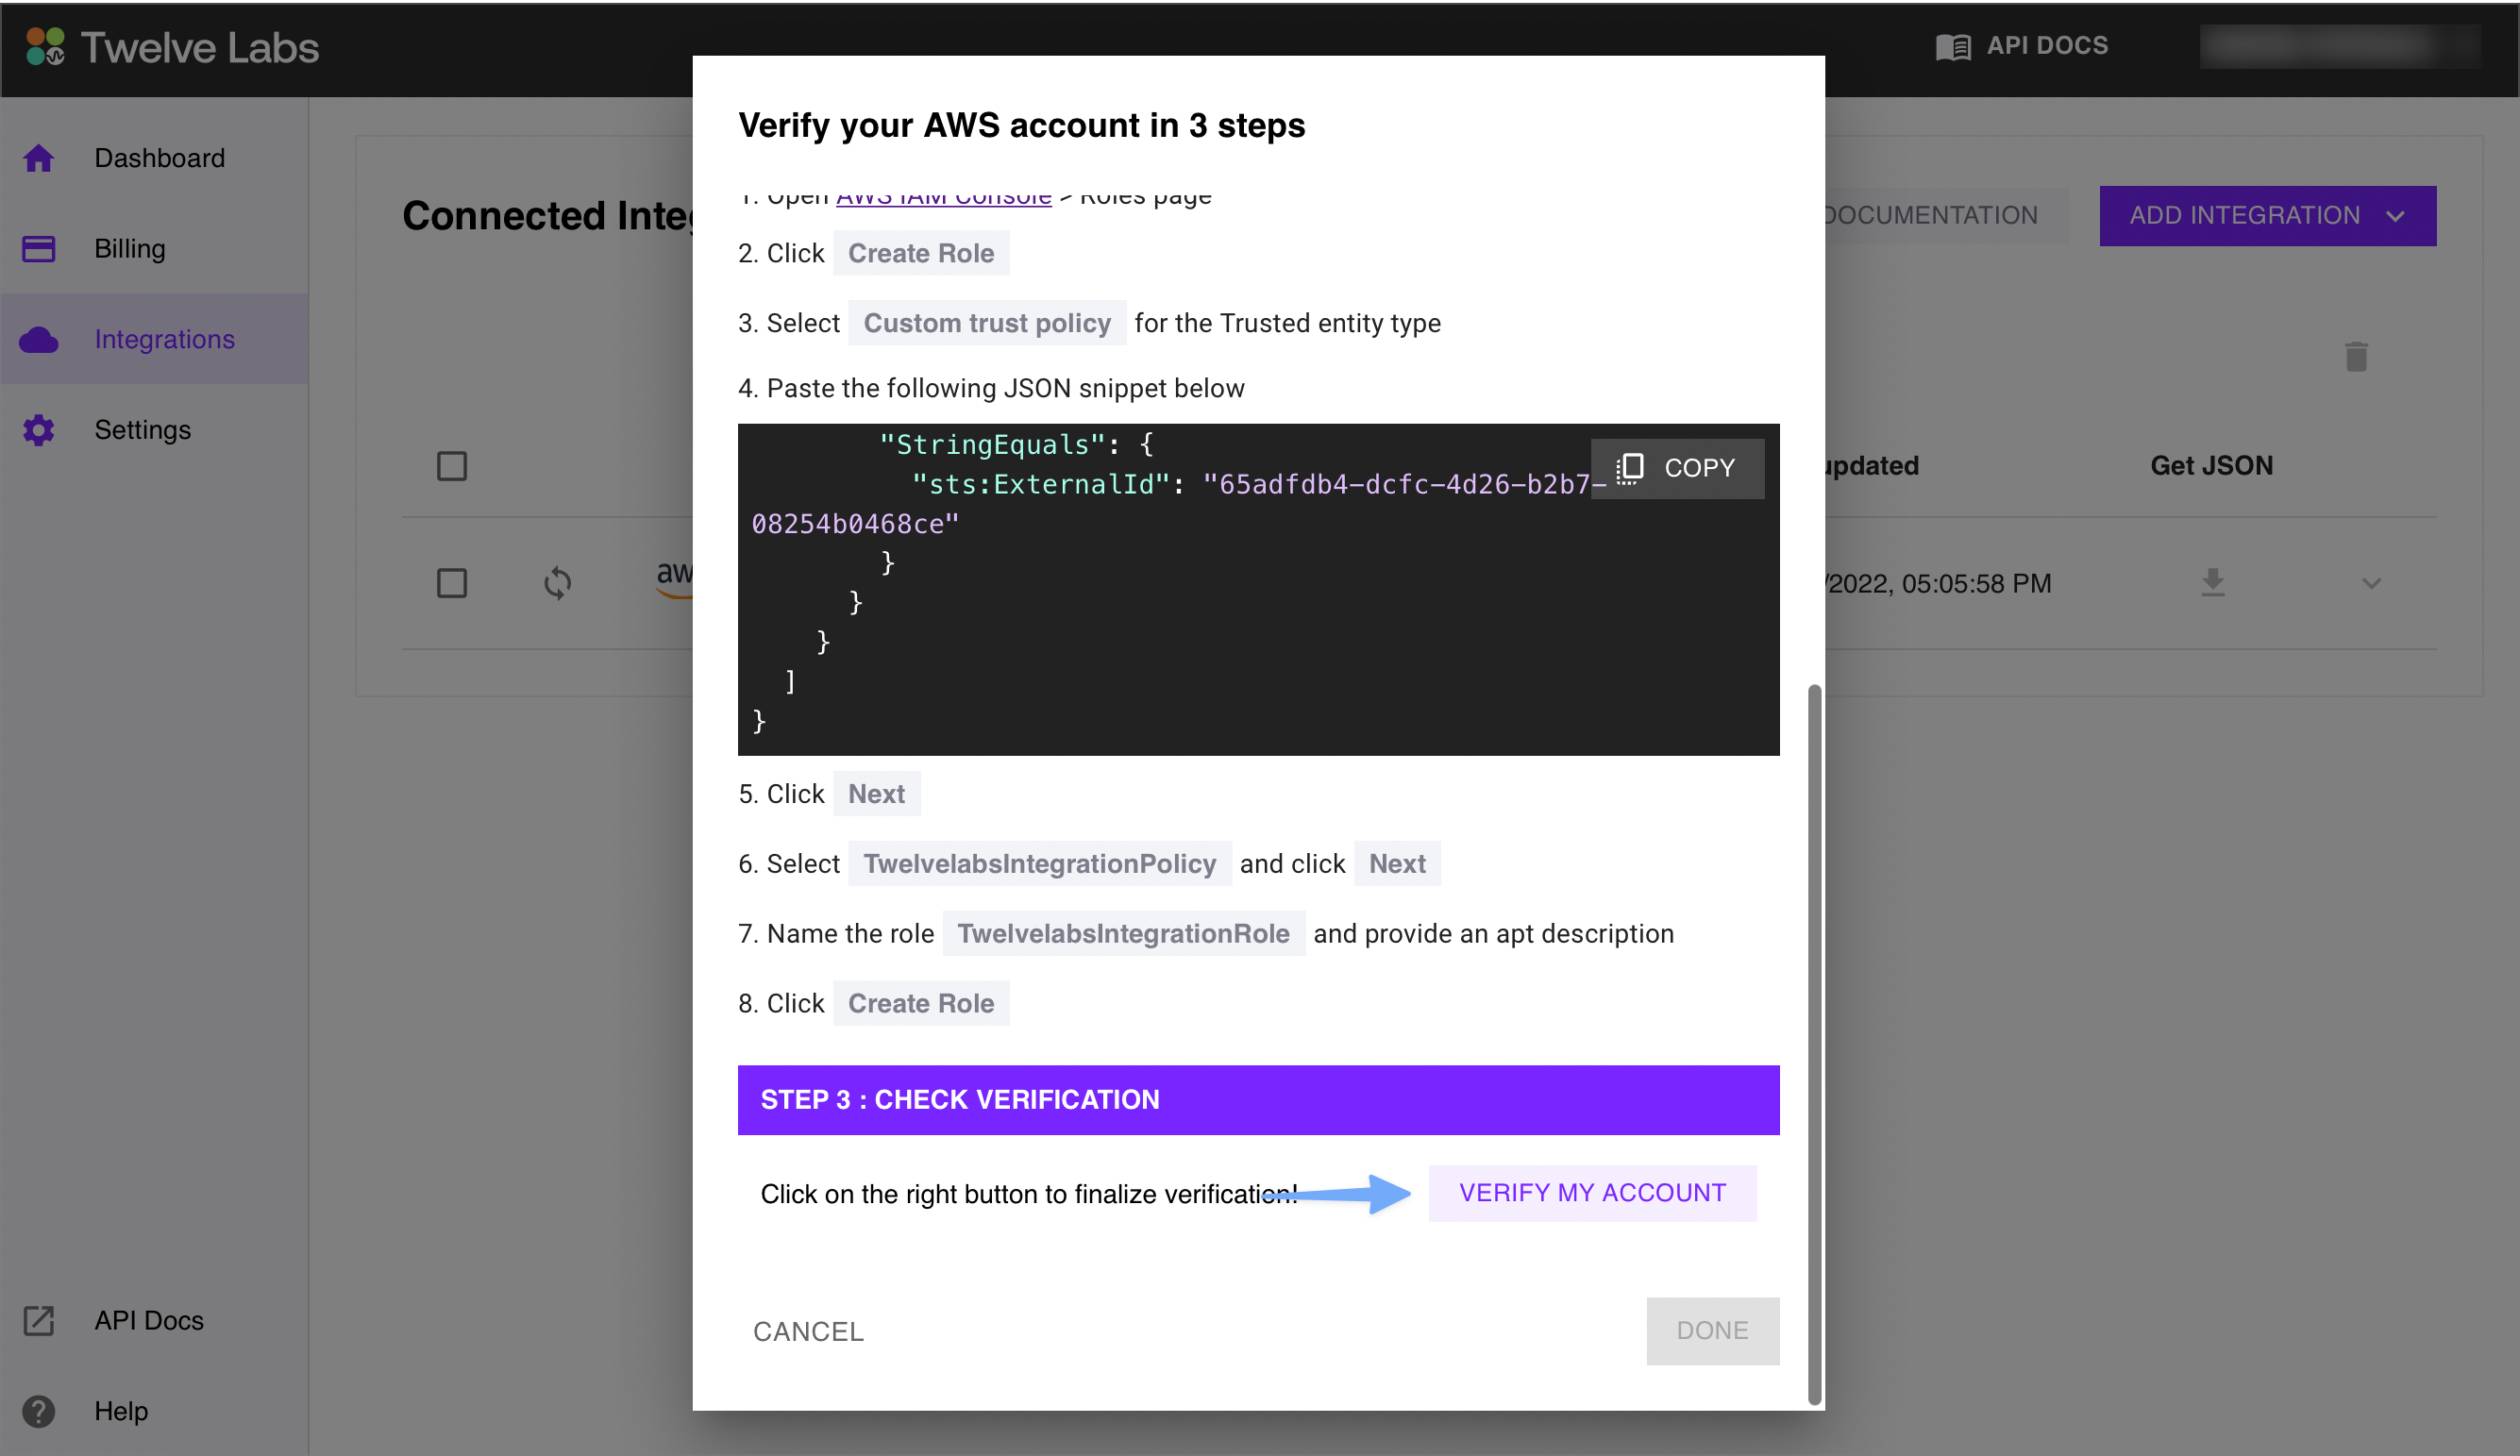 Twelve Labs
API DOCS
Dashboard
Billing
Integrations
Settings
API Docs
Help
Connected Inte
DOCUMENTATION
ADD INTEGRATION
updated
Get JSON
aw
/2022, 05:05:58 PM
Verify your AWS account in 3 steps
1. Open AWS IAM Console > Roles page
2. Click Create Role
3. Select Custom trust policy for the Trusted entity type
4. Paste the following JSON snippet below
COPY
"StringEquals": {
"sts:ExternalId": "65adfdb4-dcfc-4d26-b2b7-
08254b0468ce"
}
}
}
]
}
5. Click Next
6. Select TwelvelabsIntegrationPolicy and click Next
7. Name the role TwelvelabsIntegrationRole and provide an apt description
8. Click Create Role
STEP 3 : CHECK VERIFICATION
Click on the right button to finalize verification!
VERIFY MY ACCOUNT
CANCEL
DONE